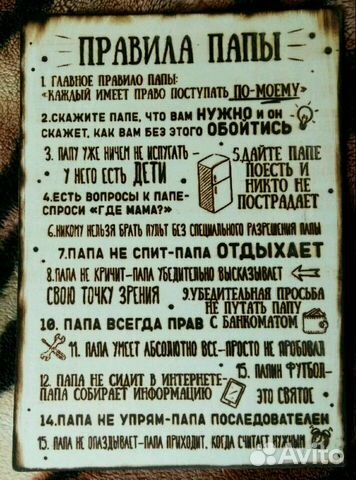 ПРАВИЛА ПАПЫ
1 ГЛАВНОЕ ПРАВИЛО ПАПЫ:
«КАЖДЫЙ ИМЕЕТ ПРАВО ПОСТУПАТЬ ПО-МОЕМУ»
2.СКАЖИТЕ ПАПЕ, ЧТО ВАМ НУЖНО И ОН
СКАЖЕТ, КАК ВАМ БЕЗ ЭТОГО ОБОЙТИСЬ
3. ПАПУ УЖЕ НИЧЕМ НЕ ИСПУГАТЬ -
У НЕГО ЕСТЬ ДЕТИ
4.ЕСТЬ ВОПРОСЫ К ПАПЕ-
СПРОСИ «ГДЕ МАМА?»
5.ДАЙТЕ ПАПЕ
ПОЕСТЬ И
НИКТО НЕ
ПОСТРАДАЕТ
6.НИКОМУ НЕЛЬЗЯ БРАТЬ ПУЛЬТ БЕЗ СПЕЦИАЛЬНОГО РАЗРЕШЕНИЯ ПАПЫ
7.ПАПА НЕ СПИТ-ПАПА ОТДЫХАЕТ
8.ПАПА НЕ КРИЧИТ-ПАПА УБЕДИТЕЛЬНО ВЫСКАЗЫВАЕТ
СВОЮ ТОЧКУ ЗРЕНИЯ
9.УБЕДИТЕЛЬНАЯ ПРОСЬБА
НЕ ПУТАТЬ ПАПУ
10. ПАПА ВСЕГДА ПРАВ С БАНКОМАТОМ
11. ПАПА УМЕЕТ АБСОЛЮТНО ВСЕ-ПРОСТО НЕ ПРОБОВАЛ
12. ПАПА НЕ СИДИТ В ИНТЕРНЕТЕ-
ПАПА СОБИРАЕТ ИНФОРМАЦИЮ
13. ПАПИН ФУТБОЛ-
ЭТО СВЯТОЕ
14.ПАПА НЕ УПРЯМ-ПАПА ПОСЛЕДОВАТЕЛЕН
15. ПАПА НЕ ОПАЗДЫВАЕТ-ПАПА ПРИХОДИТ, КОГДА СЧИТАЕТ НУЖНЫМ
Avito